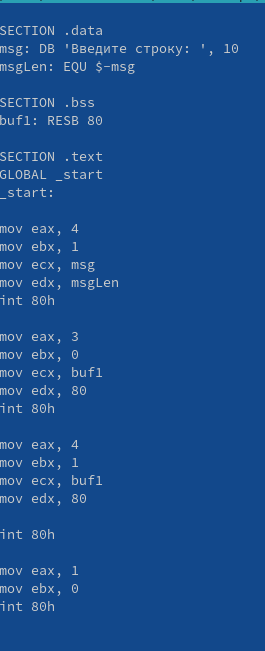 SECTION .data
msg: DB 'Введите строку: ', 10
msgLen: EQU $-msg
SECTION .bss
buf1: RESB 80
SECTION .text
GLOBAL _start
_start:
mov eax, 4
mov ebx, 1
mov ecx, msg
mov edx, msgLen
int 80h
mov eax, 3
mov ebx, 0
mov ecx, buf1
mov edx, 80
int 80h
mov eax, 4
mov ebx, 1
mov ecx, buf1
mov edx, 80
int 80h
mov eax, 1
mov ebx, 0
int 80h